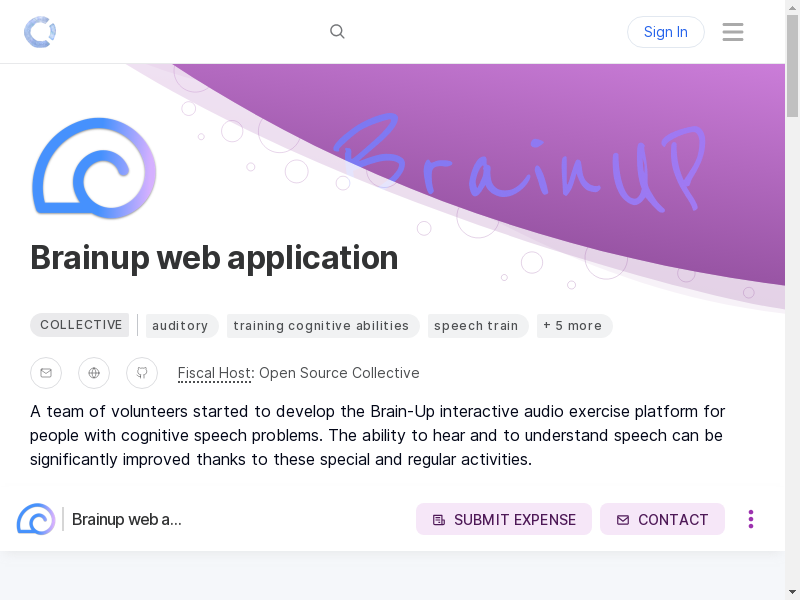 Sign In
BrainUP
Brainup web application
COLLECTIVE auditory training cognitive abilities speech train + 5 more
Fiscal Host: Open Source Collective
A team of volunteers started to develop the Brain-Up interactive audio exercise platform for
people with cognitive speech problems. The ability to hear and to understand speech can be
significantly improved thanks to these special and regular activities.
Brainup web a... SUBMIT EXPENSE CONTACT